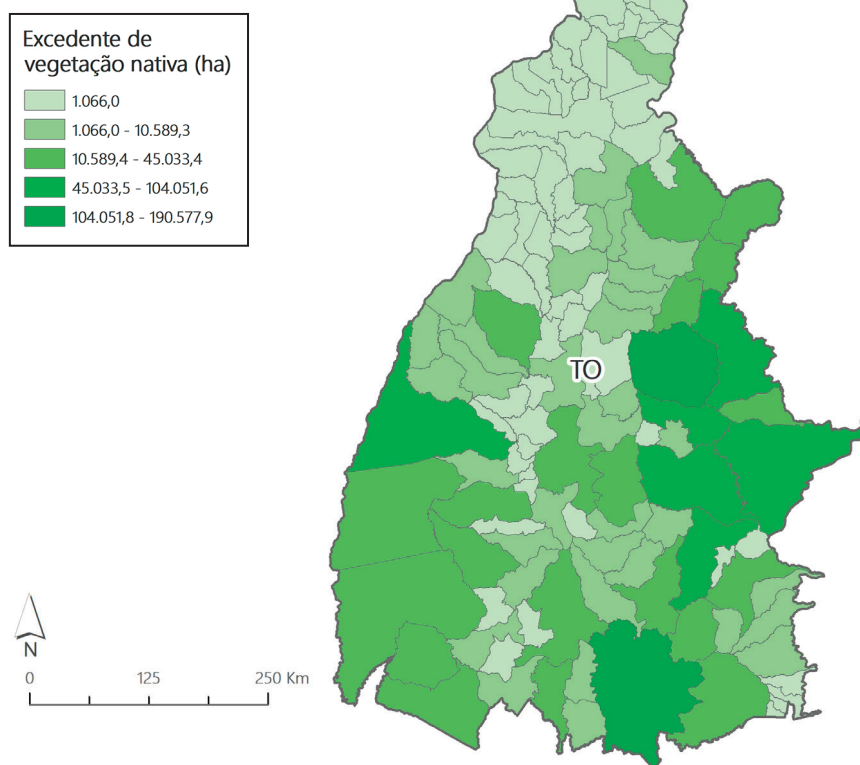 Excedente de
vegetação nativa (ha)
1.066,0
1.066,0 - 10.589,3
10.589,4 - 45.033,4
45.033,5 - 104.051,6
104.051,8 - 190.577,9
TO
N
0 125 250 Km